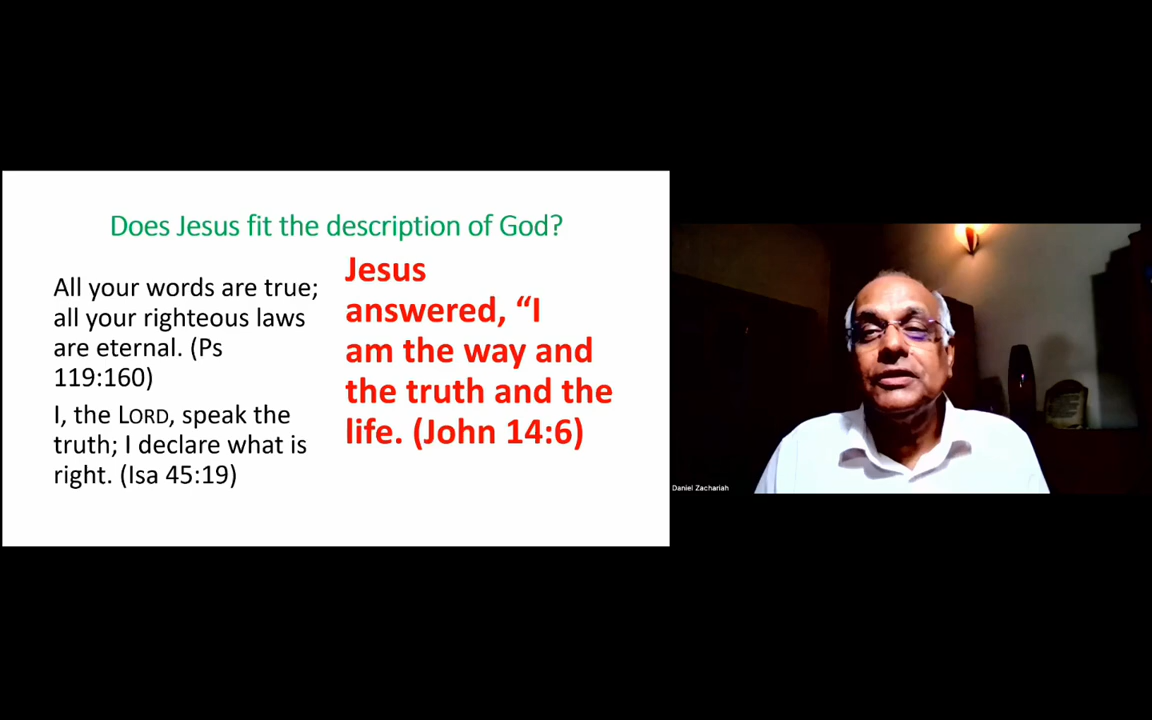 Does Jesus fit the description of God?
All your words are true;
all your righteous laws
are eternal. (Ps
119:160)
I, the LORD, speak the
truth; I declare what is
right. (Isa 45:19)
Jesus
answered, “I
am the way and
the truth and the
life. (John 14:6)
Daniel Zachariah